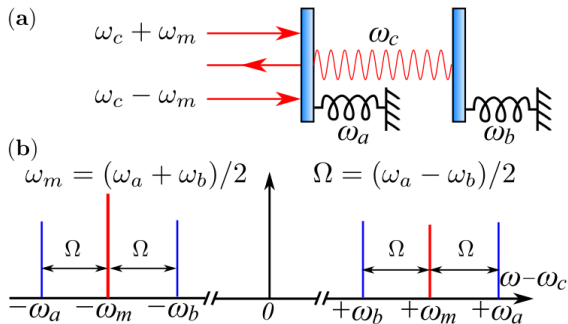 (a)
ω_c + ω_m
ω_c
ω_c − ω_m
ω_a
ω_b
(b)
ω_m = (ω_a + ω_b)/2
Ω = (ω_a − ω_b)/2
Ω Ω Ω Ω
ω−ω_c
−ω_a −ω_m −ω_b 0 +ω_b +ω_m +ω_a